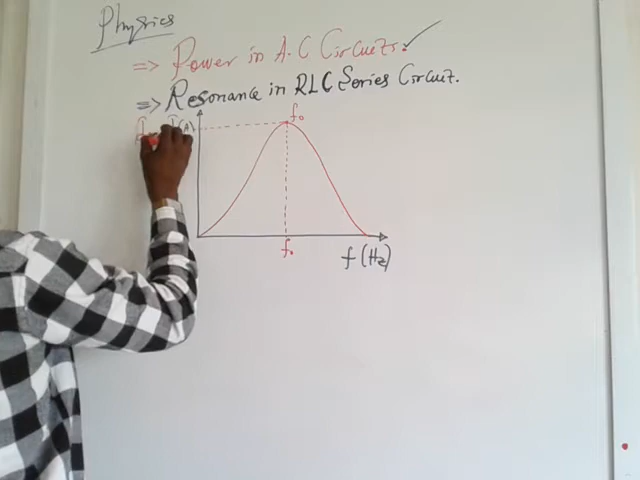 Physics
=> Power in A.C Circuits. ✓
=> Resonance in RLC Series Circuit.
f₀
I(A)
f₀
f(Hz)